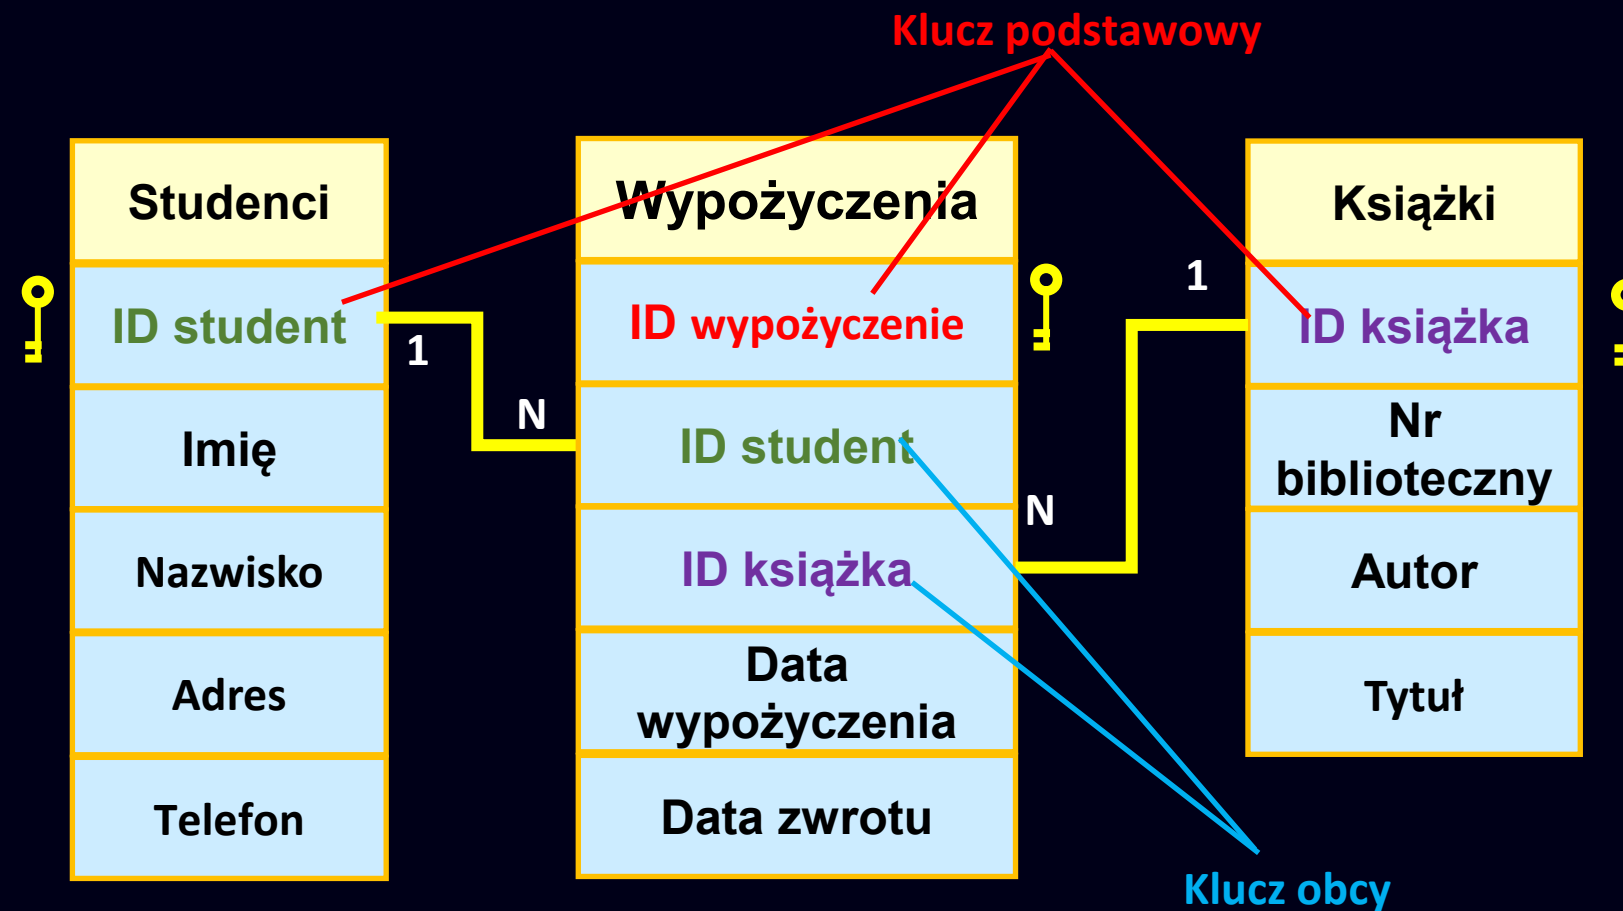 Klucz podstawowy
Studenci
ID student
Imię
Nazwisko
Adres
Telefon
1
N
Wypożyczenia
ID wypożyczenie
ID student
ID książka
Data
wypożyczenia
Data zwrotu
N
1
Książki
ID książka
Nr
biblioteczny
Autor
Tytuł
Klucz obcy